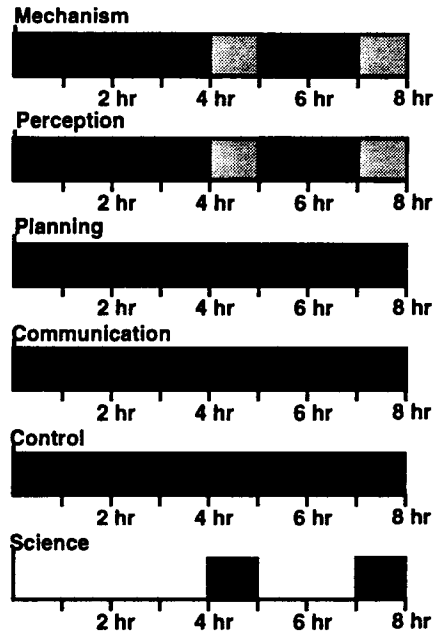 Mechanism
2 hr 4 hr 6 hr 8 hr
Perception
2 hr 4 hr 6 hr 8 hr
Planning
2 hr 4 hr 6 hr 8 hr
Communication
2 hr 4 hr 6 hr 8 hr
Control
2 hr 4 hr 6 hr 8 hr
Science
2 hr 4 hr 6 hr 8 hr